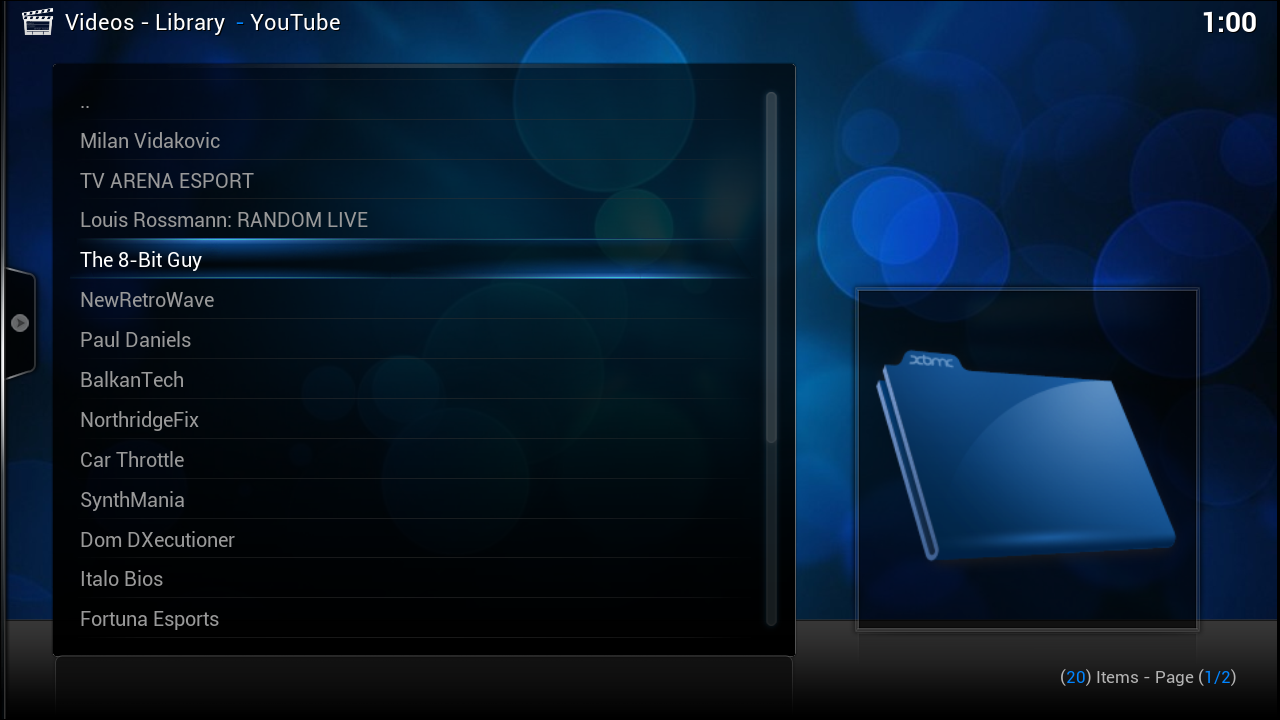 Videos - Library - YouTube
1:00
..
Milan Vidakovic
TV ARENA ESPORT
Louis Rossmann: RANDOM LIVE
The 8-Bit Guy
NewRetroWave
Paul Daniels
BalkanTech
NorthridgeFix
Car Throttle
SynthMania
Dom DXecutioner
Italo Bios
Fortuna Esports
xbmc
(20) Items - Page (1/2)